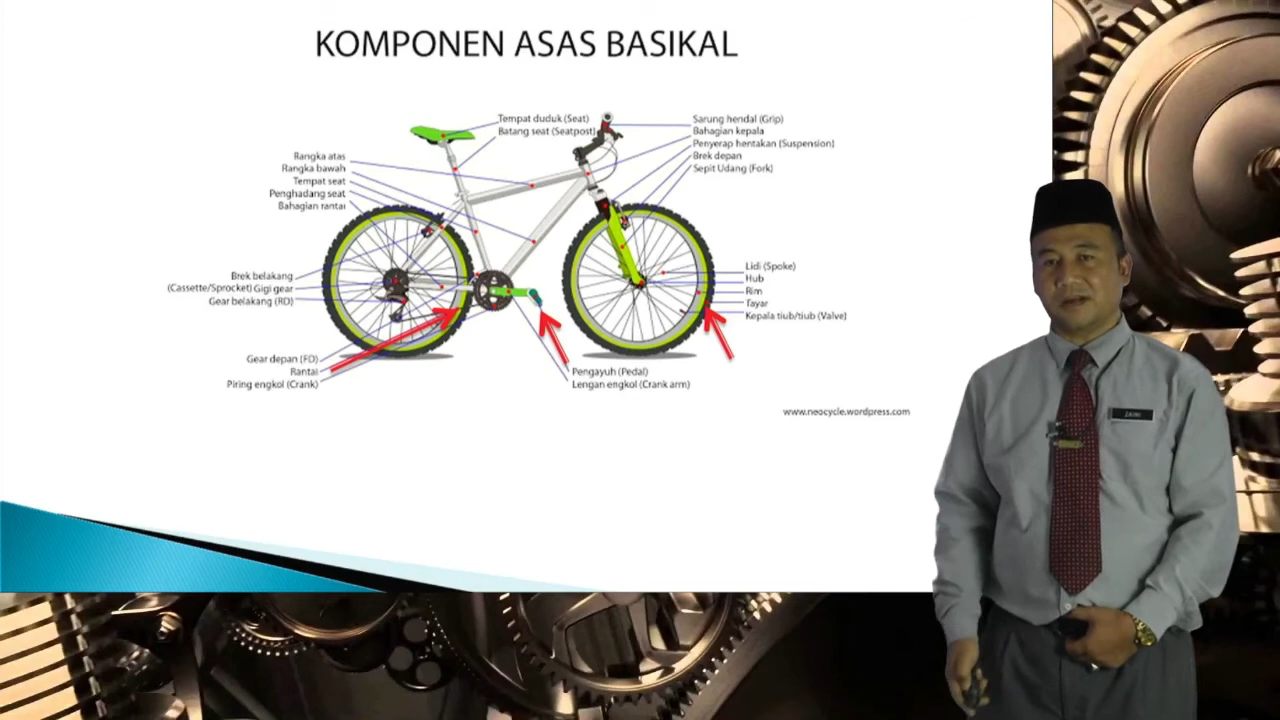 KOMPONEN ASAS BASIKAL
Tempat duduk (Seat)
Batang seat (Seatpost)
Sarung hendal (Grip)
Bahagian kepala
Penyerap hentakan (Suspension)
Brek depan
Sepit Udang (Fork)
Rangka atas
Rangka bawah
Tempat seat
Penghadang seat
Bahagian rantai
Brek belakang
(Cassette/Sprocket) Gigi gear
Gear belakang (RD)
Lidi (Spoke)
Hub
Rim
Tayar
Kepala tiub/tiub (Valve)
Gear depan (FD)
Rantai
Piring engkol (Crank)
Pengayuh (Pedal)
Lengan engkol (Crank arm)
www.neocycle.wordpress.com